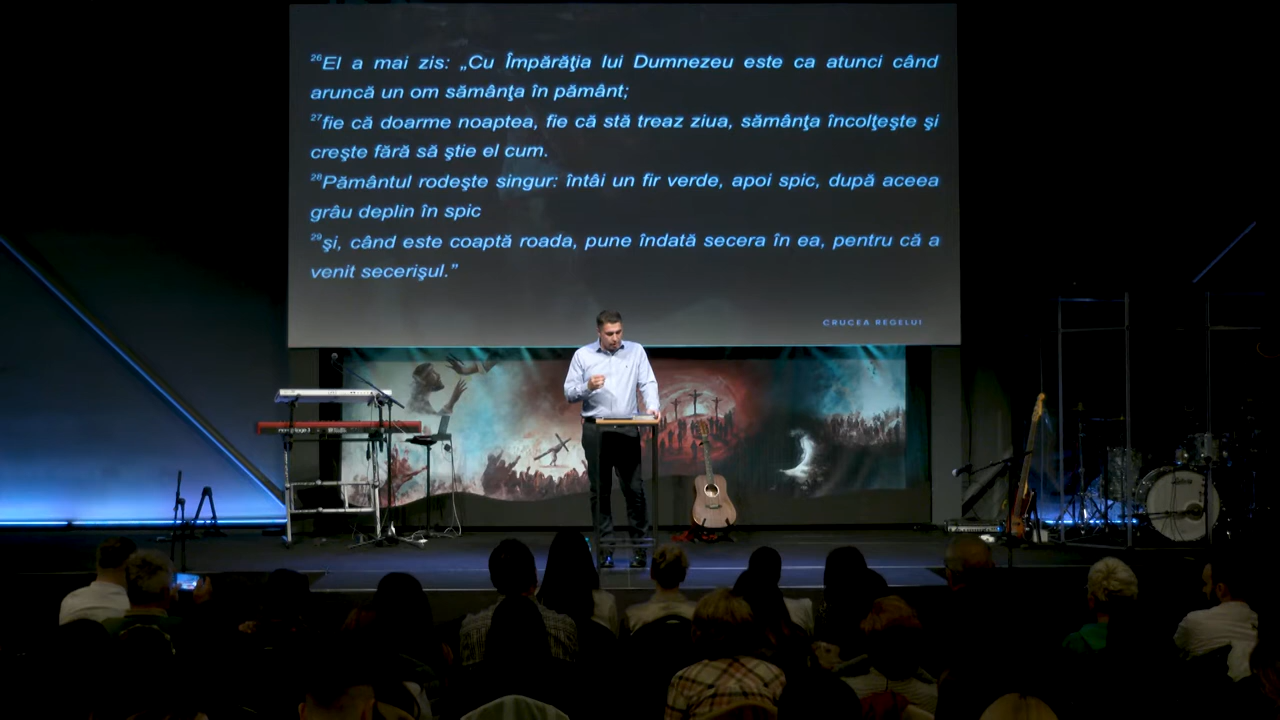 ²⁶El a mai zis: „Cu Împărăţia lui Dumnezeu este ca atunci când
aruncă un om sămânţa în pământ;
²⁷fie că doarme noaptea, fie că stă treaz ziua, sămânţa încolţeşte şi
creşte fără să ştie el cum.
²⁸Pământul rodeşte singur: întâi un fir verde, apoi spic, după aceea
grâu deplin în spic
²⁹şi, când este coaptă roada, pune îndată secera în ea, pentru că a
venit secerişul.”
CRUCEA REGELUI